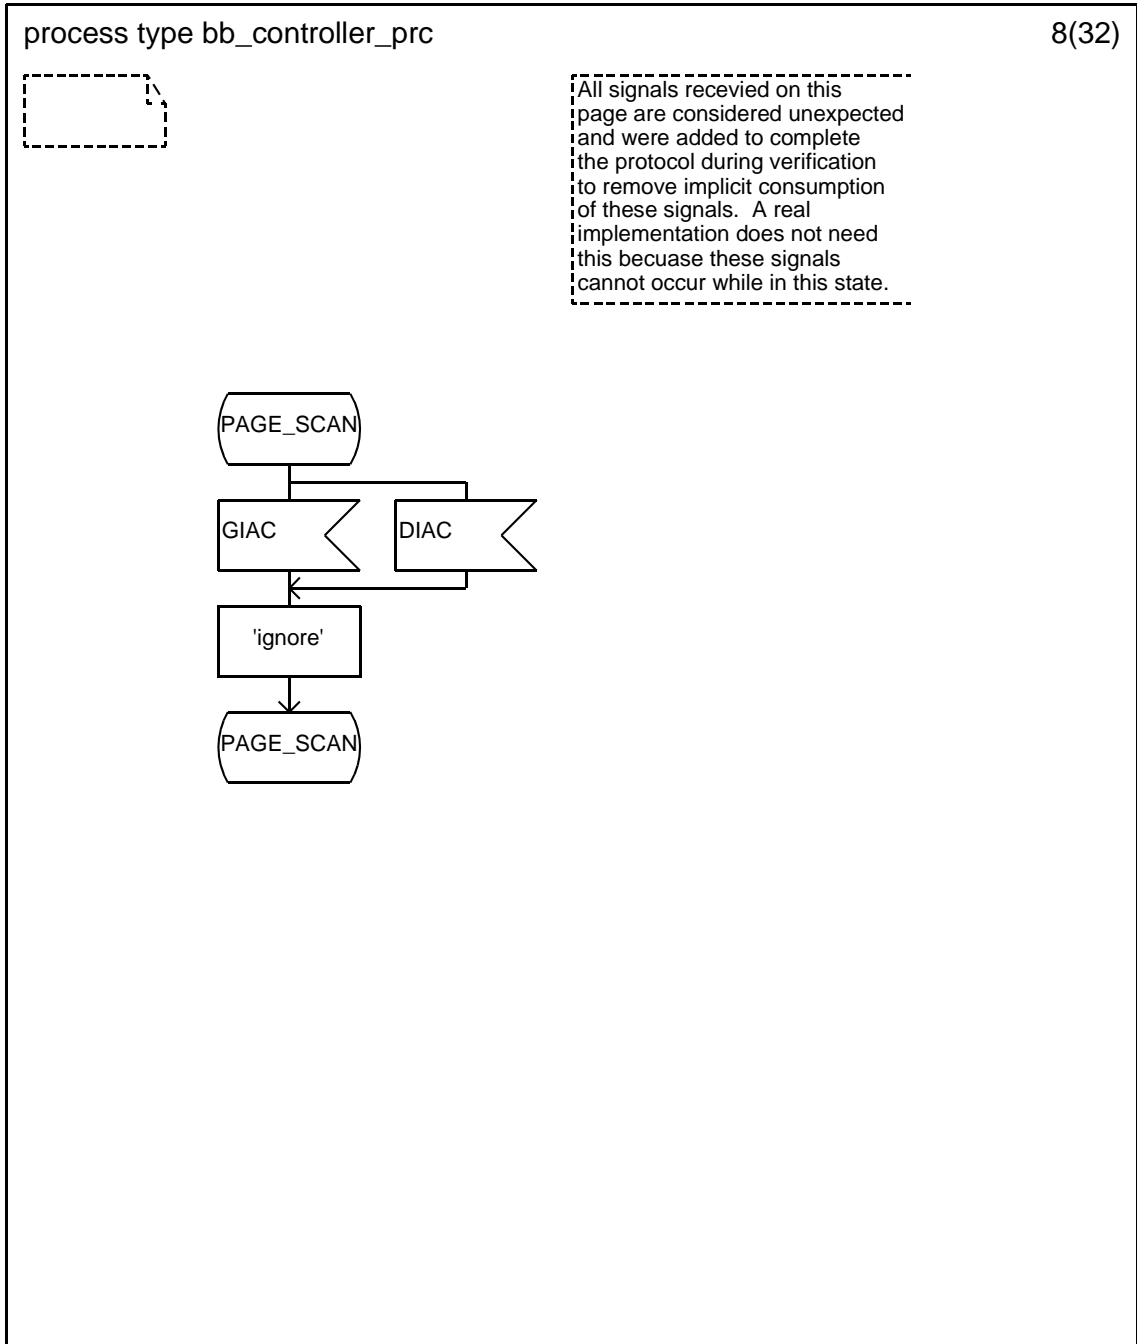 process type bb_controller_prc
8(32)
All signals recevied on this
page are considered unexpected
and were added to complete
the protocol during verification
to remove implicit consumption
of these signals.  A real
implementation does not need
this becuase these signals
cannot occur while in this state.
PAGE_SCAN
GIAC
DIAC
'ignore'
PAGE_SCAN